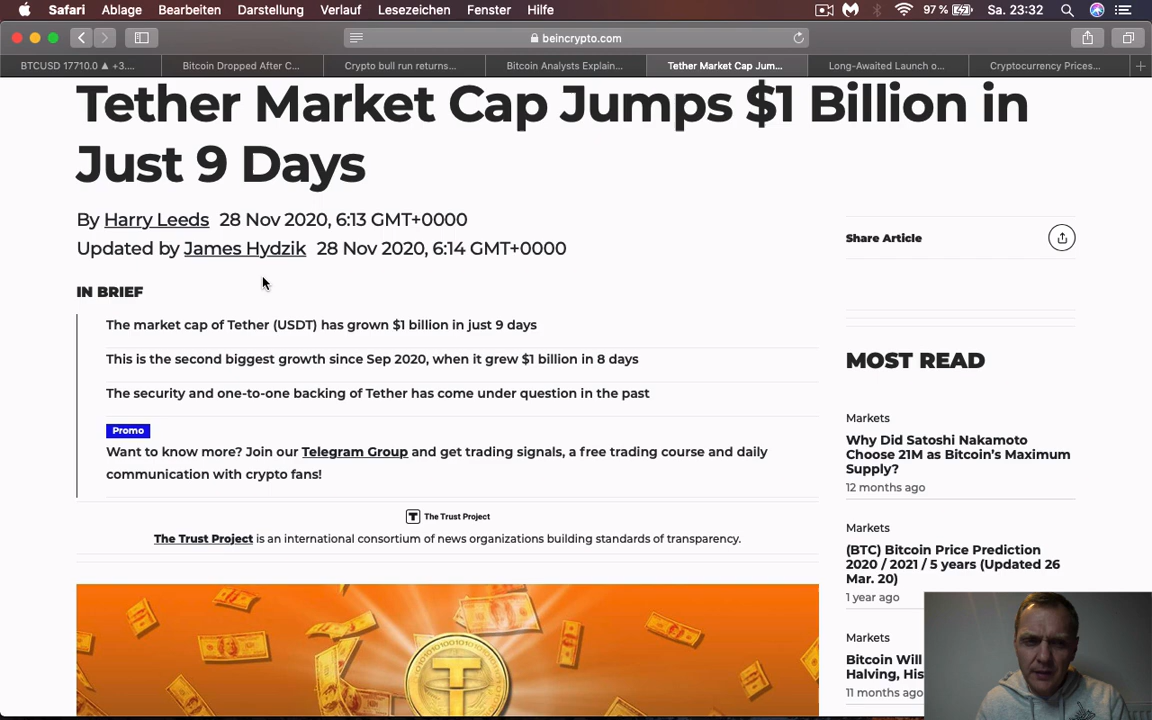 Safari Ablage Bearbeiten Darstellung Verlauf Lesezeichen Fenster Hilfe 97 % Sa. 23:32
beincrypto.com
BTCUSD 17710.0 ▲ +3.... Bitcoin Dropped After C... Crypto bull run returns... Bitcoin Analysts Explain... Tether Market Cap Jum... Long-Awaited Launch o... Cryptocurrency Prices...
Tether Market Cap Jumps $1 Billion in
Just 9 Days
By Harry Leeds 28 Nov 2020, 6:13 GMT+0000
Updated by James Hydzik 28 Nov 2020, 6:14 GMT+0000
IN BRIEF
The market cap of Tether (USDT) has grown $1 billion in just 9 days
This is the second biggest growth since Sep 2020, when it grew $1 billion in 8 days
The security and one-to-one backing of Tether has come under question in the past
Promo
Want to know more? Join our Telegram Group and get trading signals, a free trading course and daily
communication with crypto fans!
The Trust Project
The Trust Project is an international consortium of news organizations building standards of transparency.
Share Article
MOST READ
Markets
Why Did Satoshi Nakamoto
Choose 21M as Bitcoin's Maximum
Supply?
12 months ago
Markets
(BTC) Bitcoin Price Prediction
2020 / 2021 / 5 years (Updated 26
Mar. 20)
1 year ago
Markets
Bitcoin Will
Halving, His
11 months ago